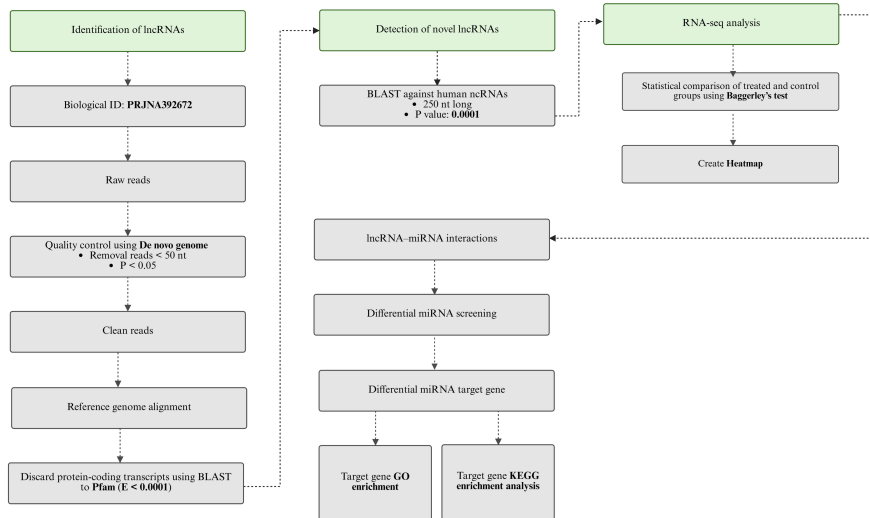 Identification of lncRNAs
Biological ID: PRJNA392672
Raw reads
Quality control using De novo genome
• Removal reads < 50 nt
• P < 0.05
Clean reads
Reference genome alignment
Discard protein-coding transcripts using BLAST
to Pfam (E < 0.0001)
Detection of novel lncRNAs
BLAST against human ncRNAs
• 250 nt long
• P value: 0.0001
RNA-seq analysis
Statistical comparison of treated and control
groups using Baggerley's test
Create Heatmap
lncRNA–miRNA interactions
Differential miRNA screening
Differential miRNA target gene
Target gene GO
enrichment
Target gene KEGG
enrichment analysis